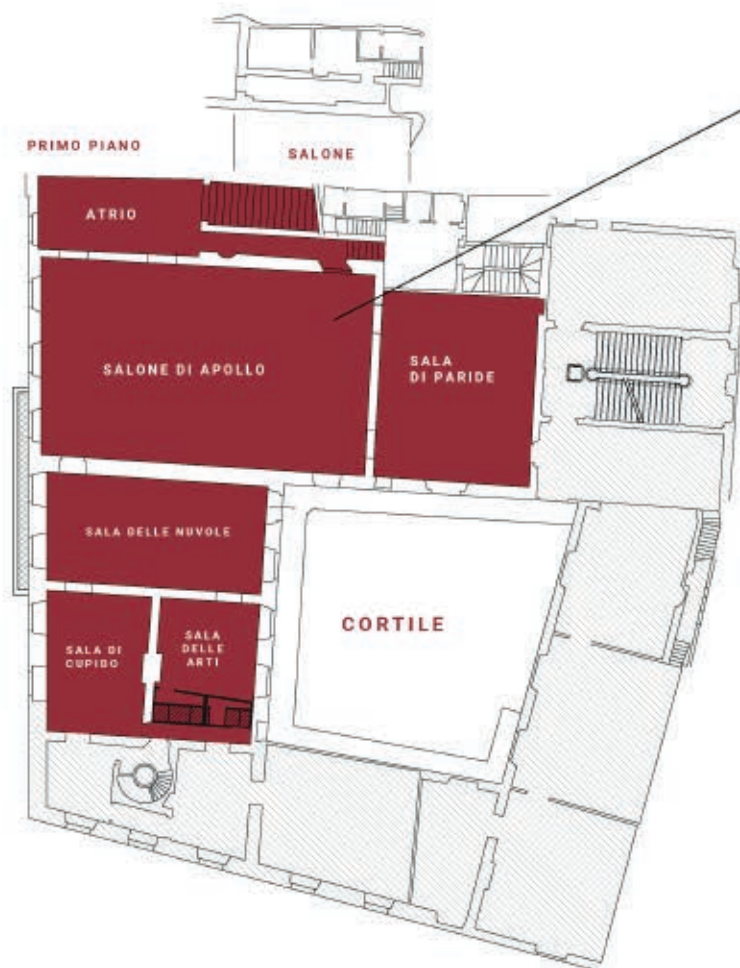 PRIMO PIANO
SALONE
ATRIO
SALONE DI APOLLO
SALA
DI PARIDE
SALA DELLE NUVOLE
CORTILE
SALA DI
CUPIDO
SALA
DELLE
ARTI